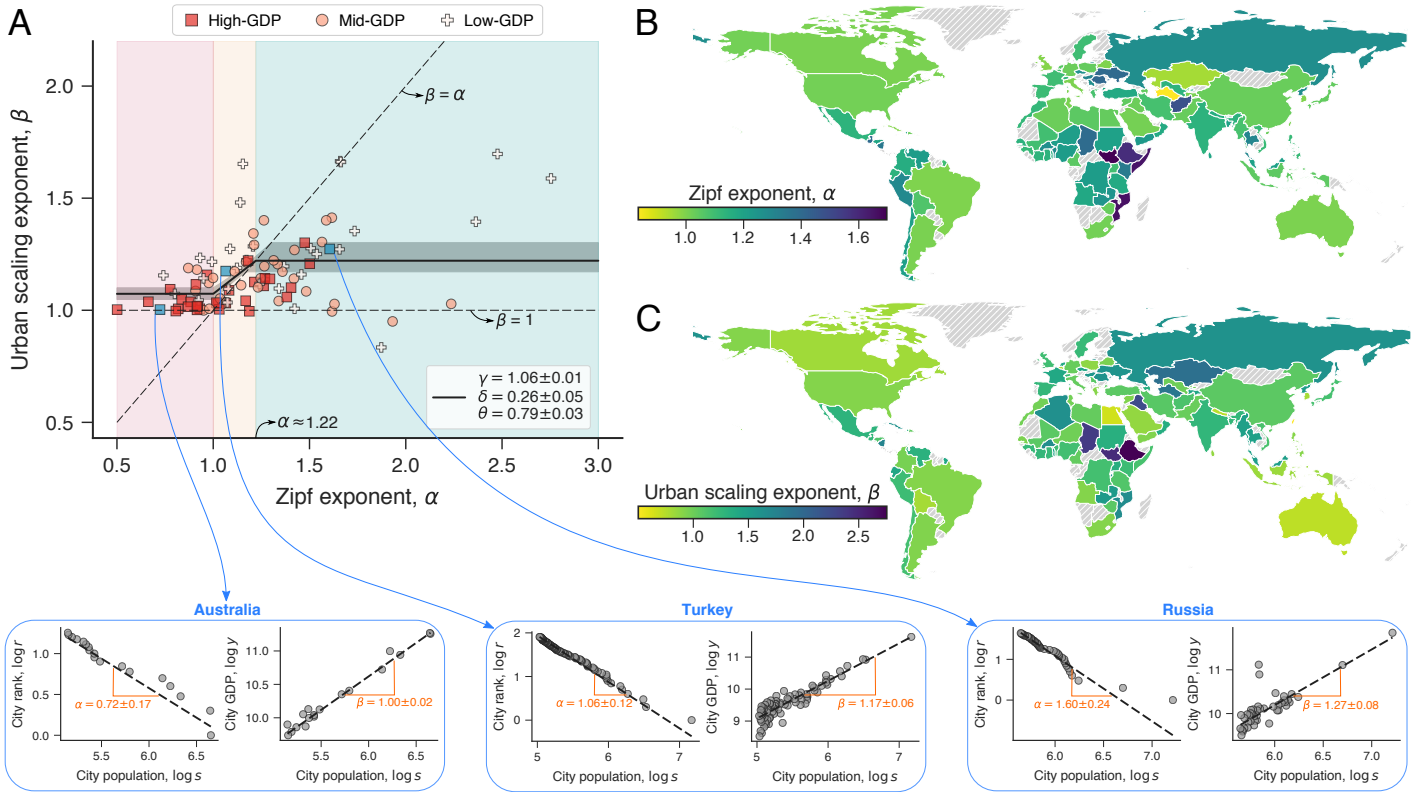 A
High-GDP
Mid-GDP
Low-GDP
Urban scaling exponent, β
2.0
1.5
1.0
0.5
β = α
β = 1
γ = 1.06±0.01
δ = 0.26±0.05
θ = 0.79±0.03
α ≈ 1.22
0.5 1.0 1.5 2.0 2.5 3.0
Zipf exponent, α
B
Zipf exponent, α
1.0 1.2 1.4 1.6
C
Urban scaling exponent, β
1.0 1.5 2.0 2.5
Australia
City rank, log r
1.0
0.5
0.0
α = 0.72±0.17
5.5 6.0 6.5
City population, log s
City GDP, log y
11.0
10.5
10.0
β = 1.00±0.02
5.5 6.0 6.5
City population, log s
Turkey
City rank, log r
2
1
0
α = 1.06±0.12
5 6 7
City population, log s
City GDP, log y
12
11
10
9
β = 1.17±0.06
5 6 7
City population, log s
Russia
City rank, log r
1
0
α = 1.60±0.24
6.0 6.5 7.0
City population, log s
City GDP, log y
11
10
β = 1.27±0.08
6.0 6.5 7.0
City population, log s